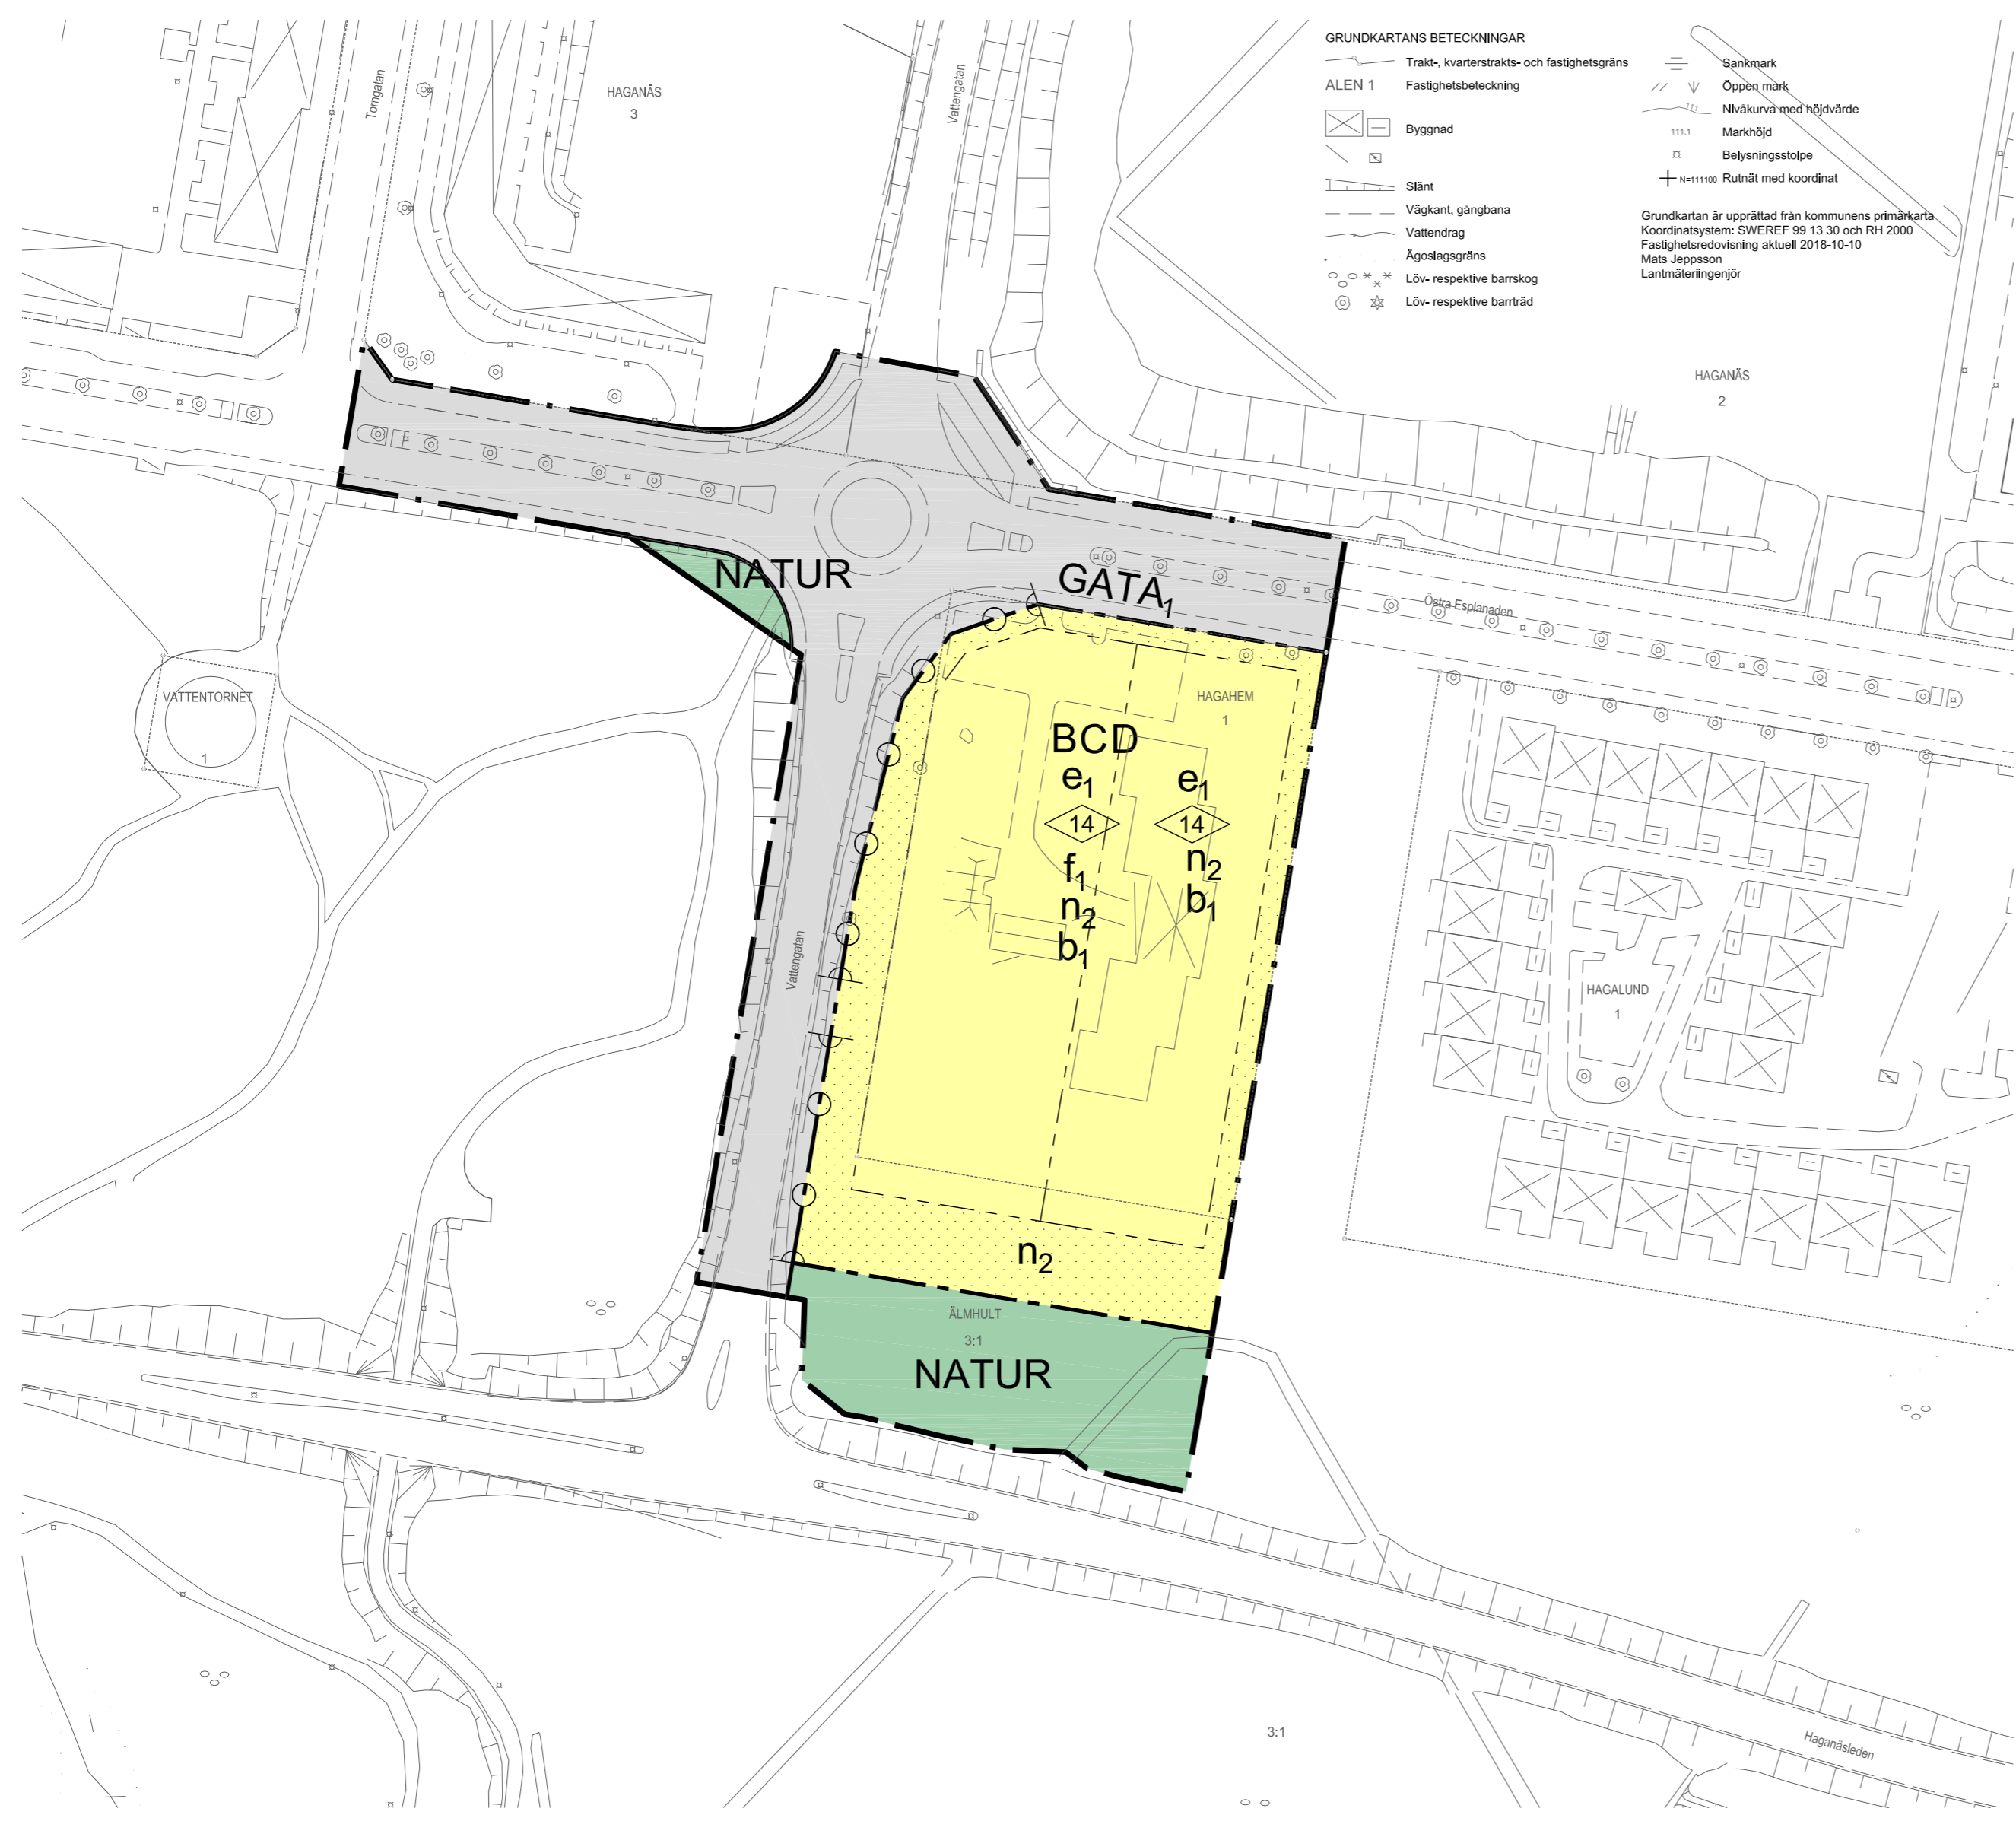 GRUNDKARTANS BETECKNINGAR
Trakt-, kvarterstrakts- och fastighetsgräns
ALEN 1 Fastighetsbeteckning
Byggnad
Slänt
Vägkant, gångbana
Vattendrag
Ägoslagsgräns
Löv- respektive barrskog
Löv- respektive barrträd
Sankmark
Öppen mark
111 Nivåkurva med höjdvärde
111,1 Markhöjd
Belysningsstolpe
N=111100 Rutnät med koordinat
Grundkartan är upprättad från kommunens primärkarta
Koordinatsystem: SWEREF 99 13 30 och RH 2000
Fastighetsredovisning aktuell 2018-10-10
Mats Jeppsson
Lantmäteriingenjör
Torngatan
HAGANÄS
3
Vattengatan
HAGANÄS
2
NATUR
GATA1
Östra Esplanaden
VATTENTORNET
1
HAGAHEM
1
BCD
e1
14
f1
n2
b1
e1
14
n2
b1
Vattengatan
HAGALUND
1
n2
ÄLMHULT
3:1
NATUR
3:1
Haganäsleden